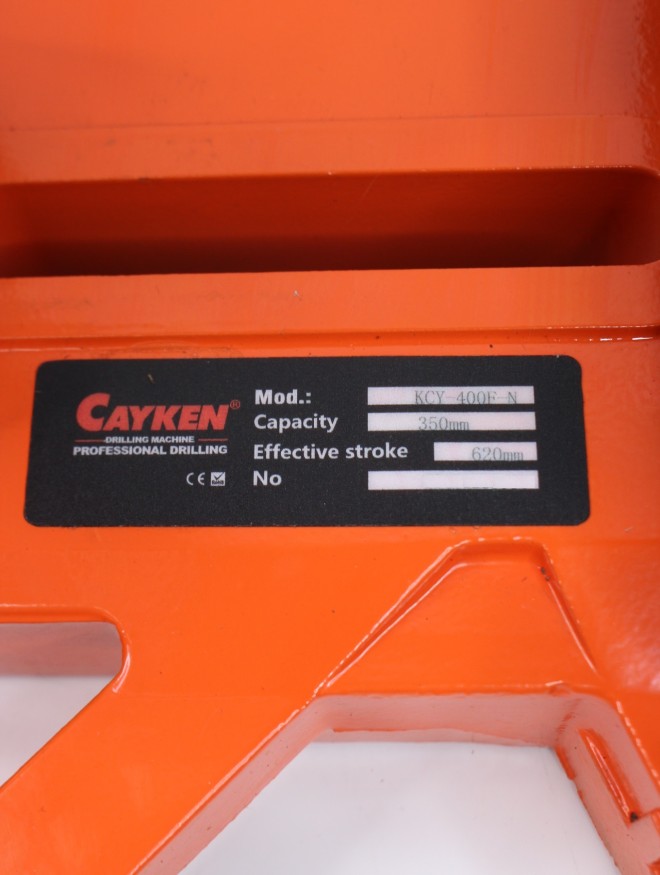 CAYKEN®
DRILLING MACHINE
PROFESSIONAL DRILLING
CE
Mod.: KCY-400F-N
Capacity 350mm
Effective stroke 620mm
No